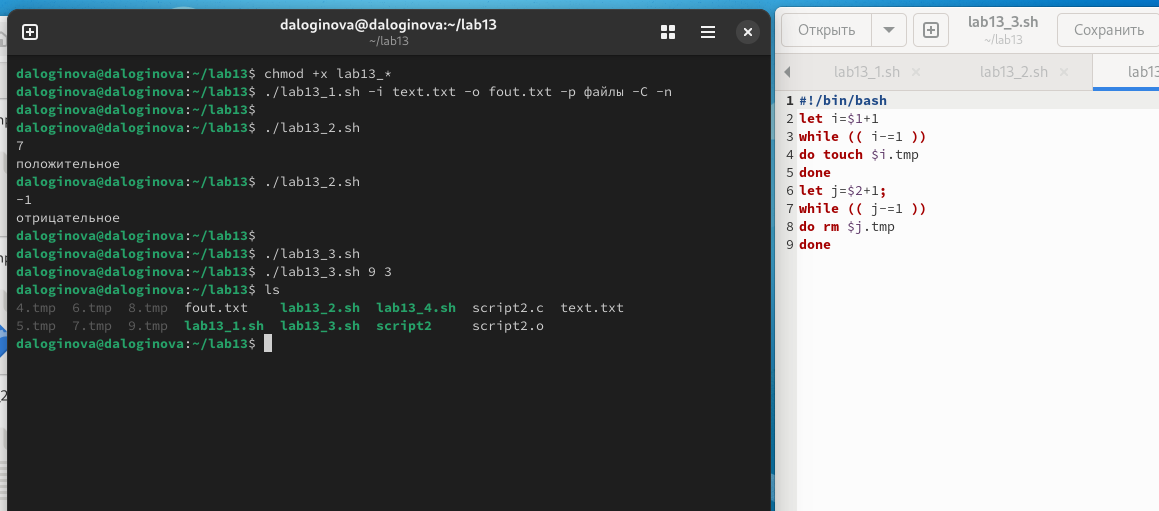 daloginova@daloginova:~/lab13
~/lab13
daloginova@daloginova:~/lab13$ chmod +x lab13_*
daloginova@daloginova:~/lab13$ ./lab13_1.sh -i text.txt -o fout.txt -p файлы -C -n
daloginova@daloginova:~/lab13$
daloginova@daloginova:~/lab13$ ./lab13_2.sh
7
положительное
daloginova@daloginova:~/lab13$ ./lab13_2.sh
-1
отрицательное
daloginova@daloginova:~/lab13$
daloginova@daloginova:~/lab13$ ./lab13_3.sh
daloginova@daloginova:~/lab13$ ./lab13_3.sh 9 3
daloginova@daloginova:~/lab13$ ls
4.tmp 6.tmp 8.tmp fout.txt lab13_2.sh lab13_4.sh script2.c text.txt
5.tmp 7.tmp 9.tmp lab13_1.sh lab13_3.sh script2 script2.o
daloginova@daloginova:~/lab13$
Открыть
lab13_3.sh
~/lab13
Сохранить
lab13_1.sh
lab13_2.sh
lab13
1 #!/bin/bash
2 let i=$1+1
3 while (( i-=1 ))
4 do touch $i.tmp
5 done
6 let j=$2+1;
7 while (( j-=1 ))
8 do rm $j.tmp
9 done